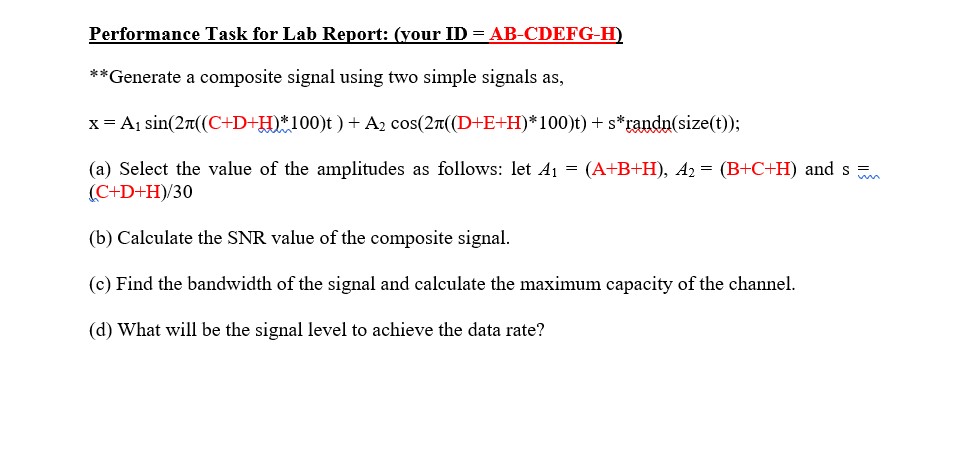 Performance Task for Lab Report: (your ID = AB-CDEFG-H)
**Generate a composite signal using two simple signals as,
x = A₁ sin(2π((C+D+H)*100)t ) + A₂ cos(2π((D+E+H)*100)t) + s*randn(size(t));
(a) Select the value of the amplitudes as follows: let A₁ = (A+B+H), A₂ = (B+C+H) and s =
(C+D+H)/30
(b) Calculate the SNR value of the composite signal.
(c) Find the bandwidth of the signal and calculate the maximum capacity of the channel.
(d) What will be the signal level to achieve the data rate?